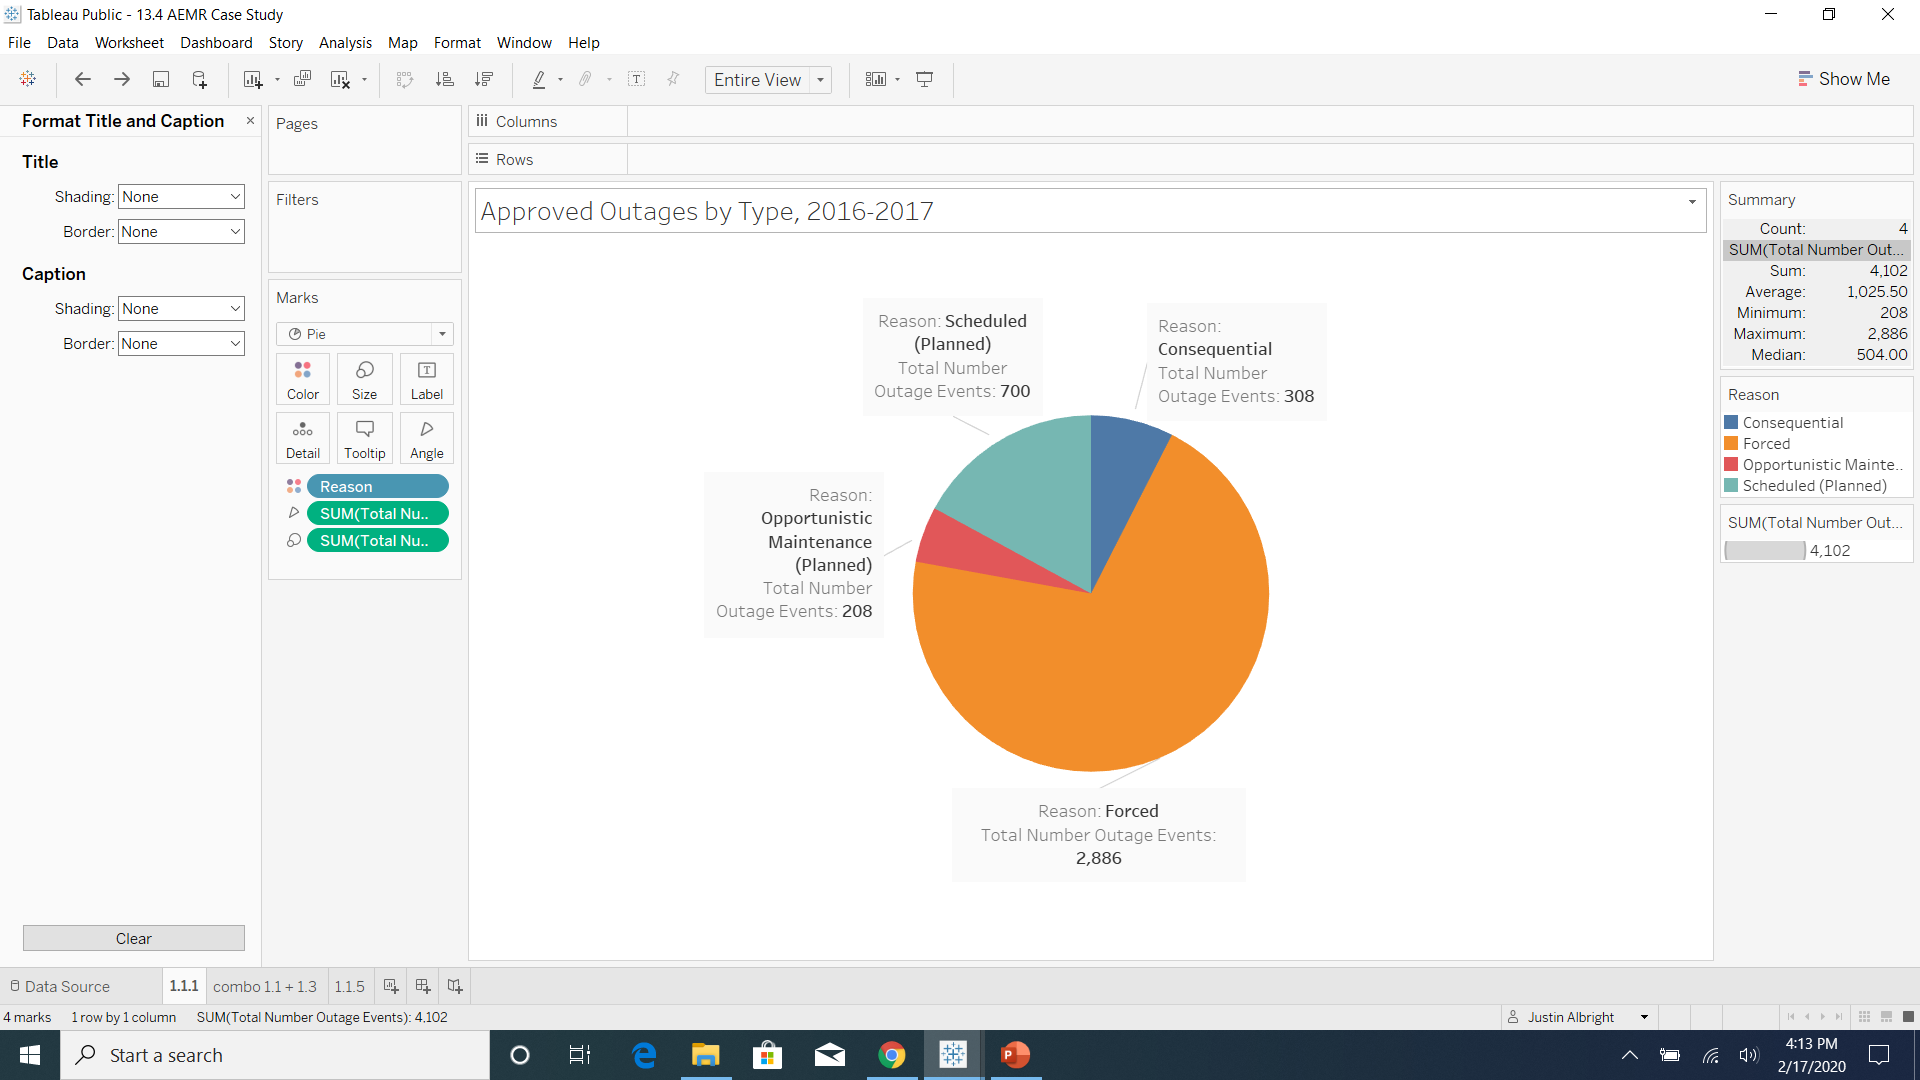 Tableau Public - 13.4 AEMR Case Study
File Data Worksheet Dashboard Story Analysis Map Format Window Help
Entire View
Show Me
Format Title and Caption
Title
Shading: None
Border: None
Caption
Shading: None
Border: None
Clear
Pages
Filters
Marks
Pie
Color Size Label
Detail Tooltip Angle
Reason
SUM(Total Nu..
SUM(Total Nu..
Columns
Rows
Approved Outages by Type, 2016-2017
Reason: Scheduled
(Planned)
Total Number
Outage Events: 700
Reason:
Consequential
Total Number
Outage Events: 308
Reason:
Opportunistic
Maintenance
(Planned)
Total Number
Outage Events: 208
Reason: Forced
Total Number Outage Events:
2,886
Summary
Count: 4
SUM(Total Number Out...
Sum: 4,102
Average: 1,025.50
Minimum: 208
Maximum: 2,886
Median: 504.00
Reason
Consequential
Forced
Opportunistic Mainte..
Scheduled (Planned)
SUM(Total Number Out...
4,102
Data Source 1.1.1 combo 1.1 + 1.3 1.1.5
4 marks 1 row by 1 column SUM(Total Number Outage Events): 4,102
Justin Albright
Start a search
4:13 PM
2/17/2020